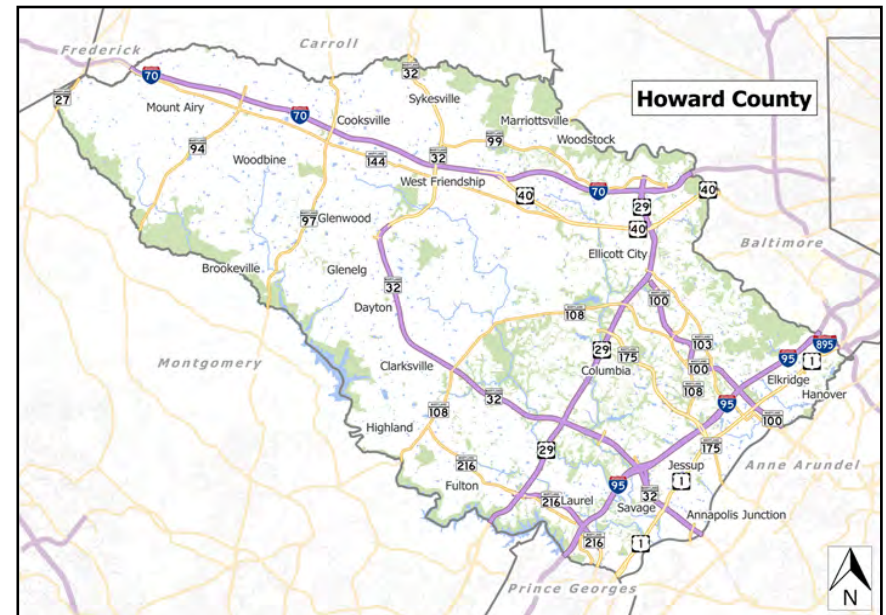 Frederick
Carroll
32
70
27
Mount Airy
70
Sykesville
Howard County
Cooksville
Marriottsville
94
99
Woodstock
Woodbine
144
32
West Friendship
40
70
40
29
97
Glenwood
40
Baltimore
Ellicott City
Brookeville
Glenelg
32
100
Dayton
108
103
895
29
175
95
1
Montgomery
Clarksville
Columbia
100
Elkridge
108
Hanover
32
95
108
100
Highland
29
175
216
Jessup
Anne Arundel
Fulton
95
1
216
Laurel
32
Savage
Annapolis Junction
216
1
Prince Georges
N